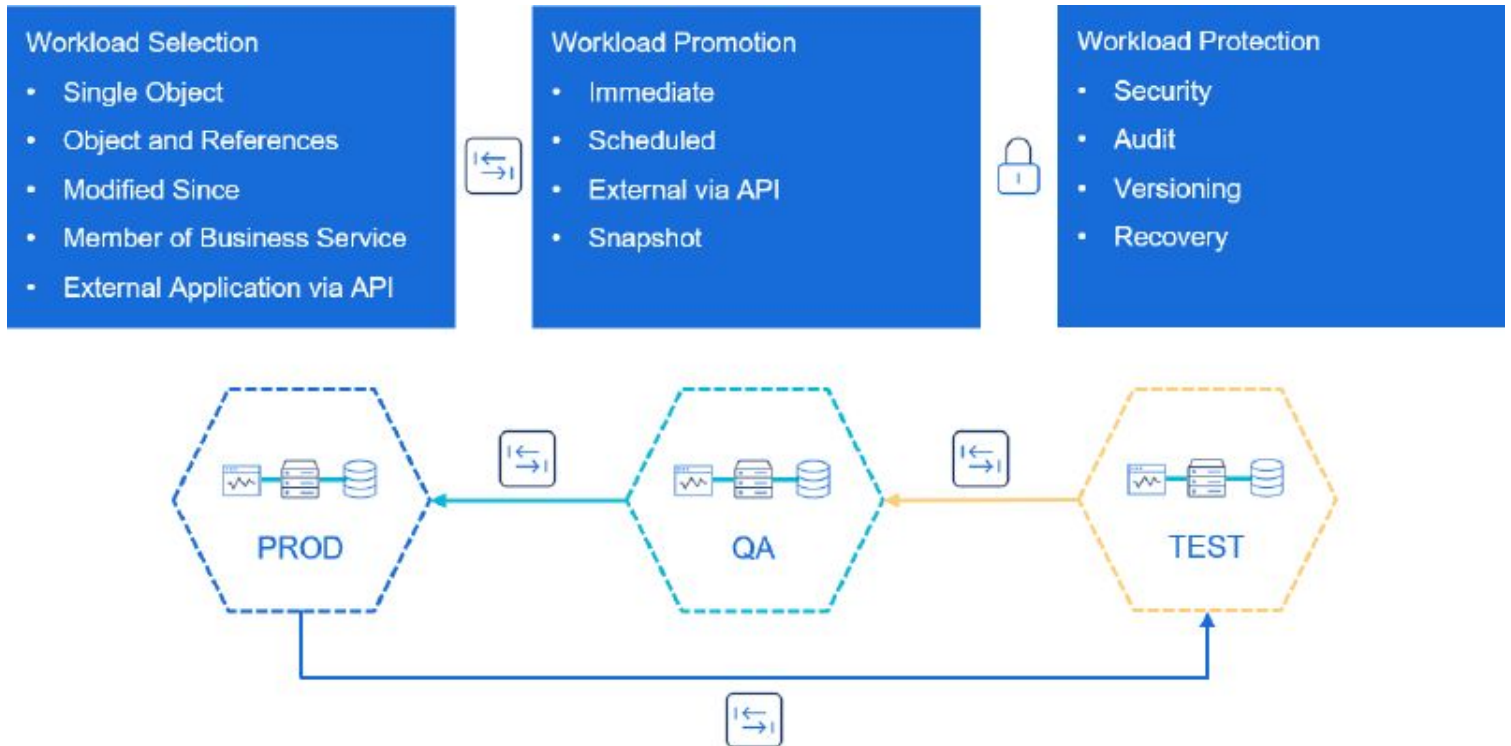 Workload Selection
• Single Object
• Object and References
• Modified Since
• Member of Business Service
• External Application via API
Workload Promotion
• Immediate
• Scheduled
• External via API
• Snapshot
Workload Protection
• Security
• Audit
• Versioning
• Recovery
PROD
QA
TEST